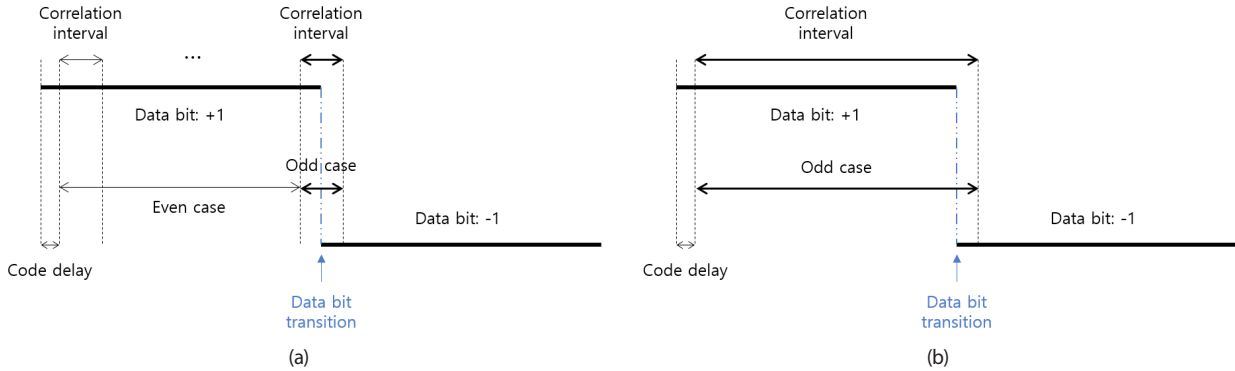 Correlation
interval
...
Correlation
interval
Data bit: +1
Odd case
Even case
Data bit: -1
Code delay
Data bit
transition
(a)
Correlation
interval
Data bit: +1
Odd case
Data bit: -1
Code delay
Data bit
transition
(b)